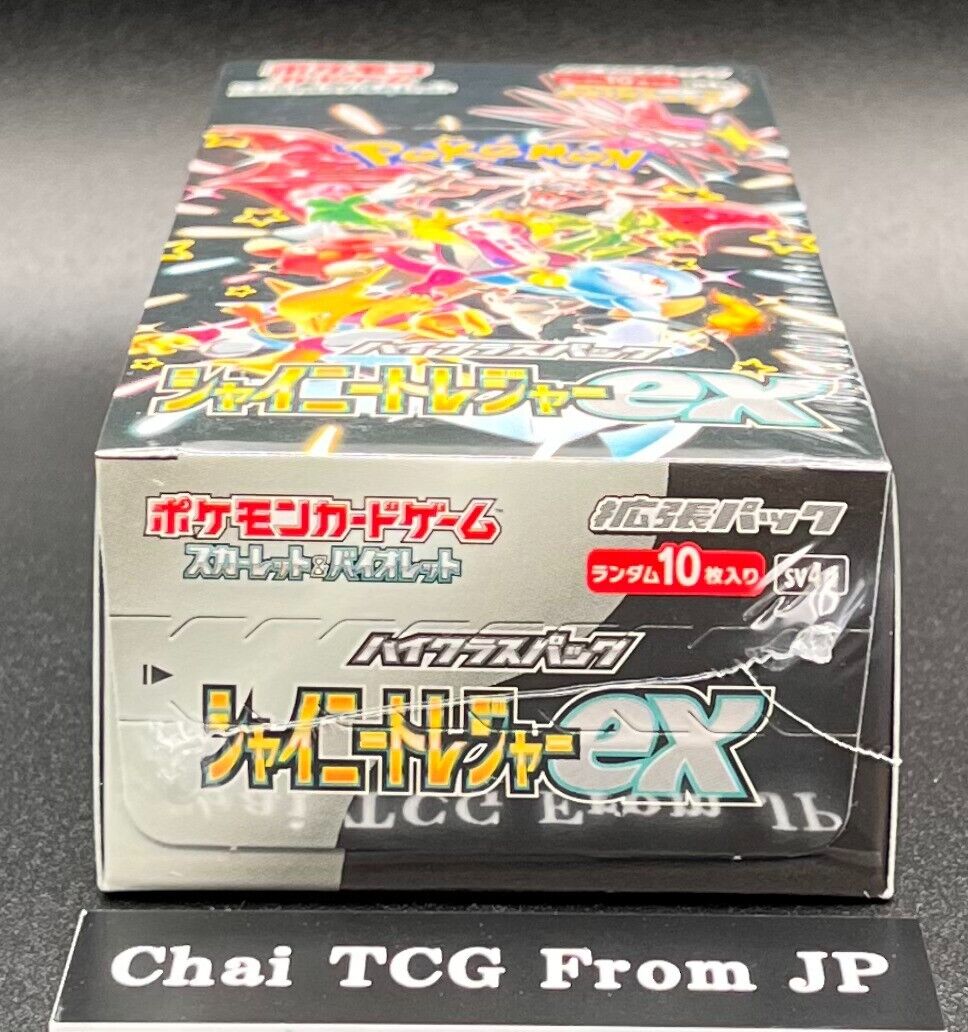 POKÉMON
ハイクラスパック
シャイニートレジャーex
ポケモンカードゲーム
スカーレット&バイオレット
拡張パック
ランダム10枚入り
ハイクラスパック
シャイニートレジャーex
Chai TCG From JP
Chai TCG From JP